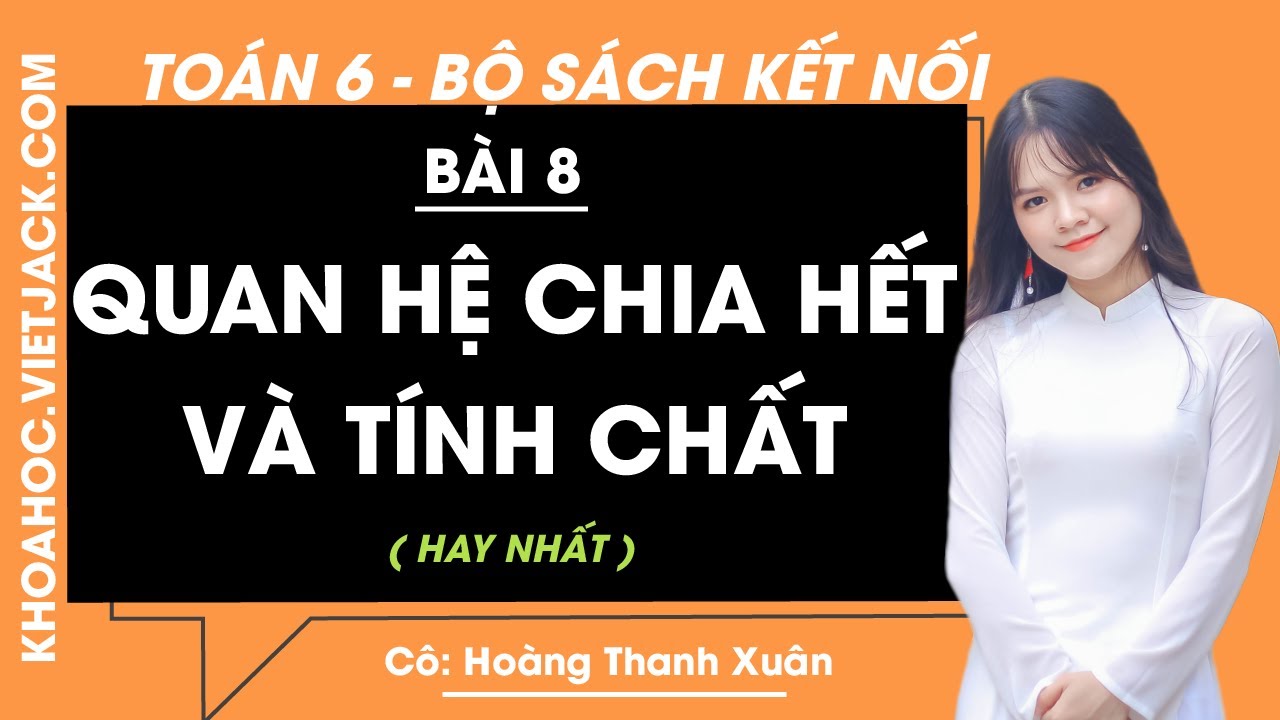 TOÁN 6 - BỘ SÁCH KẾT NỐI
BÀI 8
QUAN HỆ CHIA HẾT
VÀ TÍNH CHẤT
( HAY NHẤT )
Cô: Hoàng Thanh Xuân
KHOAHOC.VIETJACK.COM